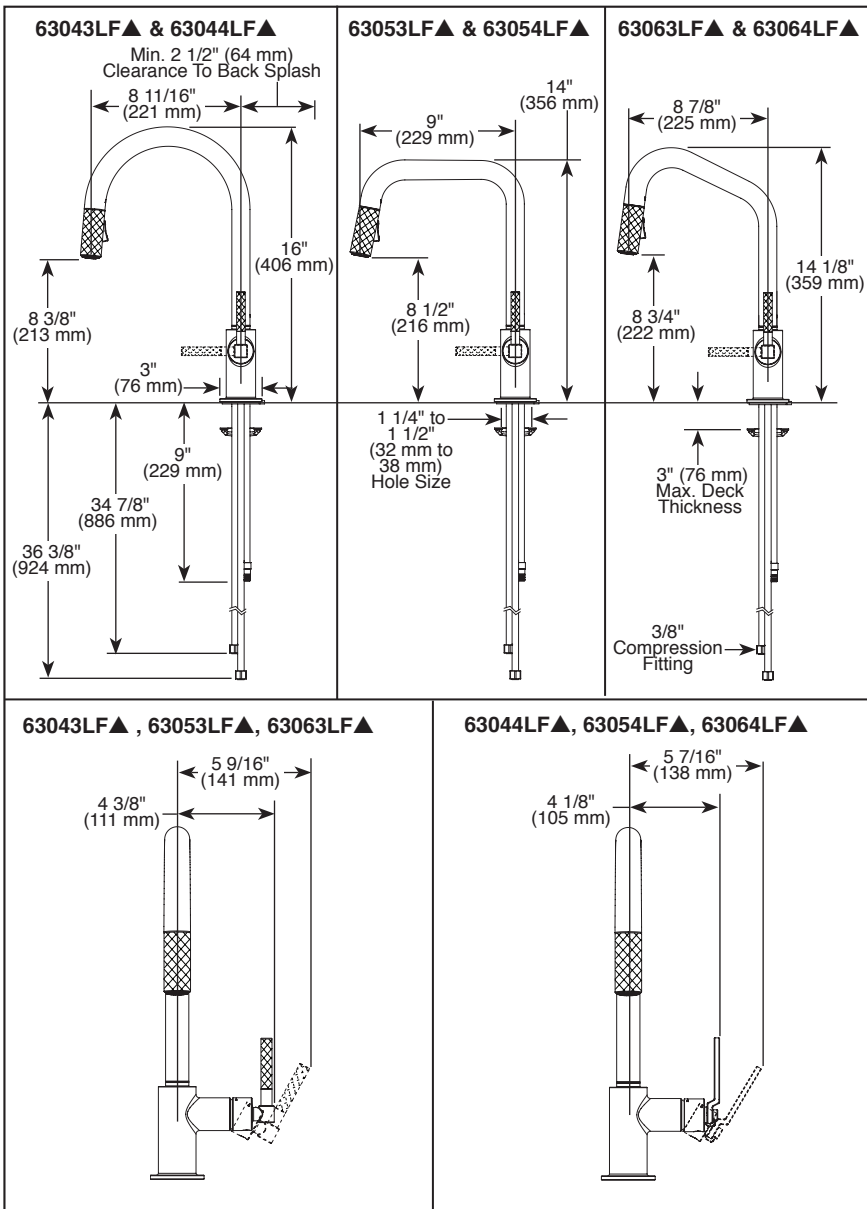 63043LF▲ & 63044LF▲
Min. 2 1/2" (64 mm)
Clearance To Back Splash
8 11/16"
(221 mm)
16"
(406 mm)
8 3/8"
(213 mm)
3"
(76 mm)
9"
(229 mm)
34 7/8"
(886 mm)
36 3/8"
(924 mm)
63053LF▲ & 63054LF▲
14"
(356 mm)
9"
(229 mm)
8 1/2"
(216 mm)
1 1/4" to
1 1/2"
(32 mm to
38 mm)
Hole Size
63063LF▲ & 63064LF▲
8 7/8"
(225 mm)
14 1/8"
(359 mm)
8 3/4"
(222 mm)
3" (76 mm)
Max. Deck
Thickness
3/8"
Compression
Fitting
63043LF▲ , 63053LF▲, 63063LF▲
5 9/16"
(141 mm)
4 3/8"
(111 mm)
63044LF▲, 63054LF▲, 63064LF▲
5 7/16"
(138 mm)
4 1/8"
(105 mm)